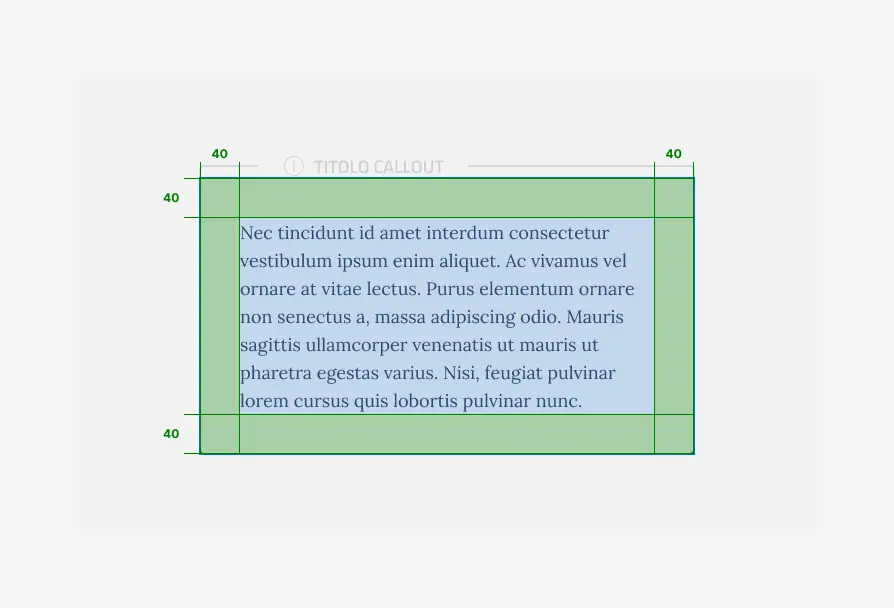 40
40
TITOLO CALLOUT
40
Nec tincidunt id amet interdum consectetur
vestibulum ipsum enim aliquet. Ac vivamus vel
ornare at vitae lectus. Purus elementum ornare
non senectus a, massa adipiscing odio. Mauris
sagittis ullamcorper venenatis ut mauris ut
pharetra egestas varius. Nisi, feugiat pulvinar
lorem cursus quis lobortis pulvinar nunc.
40